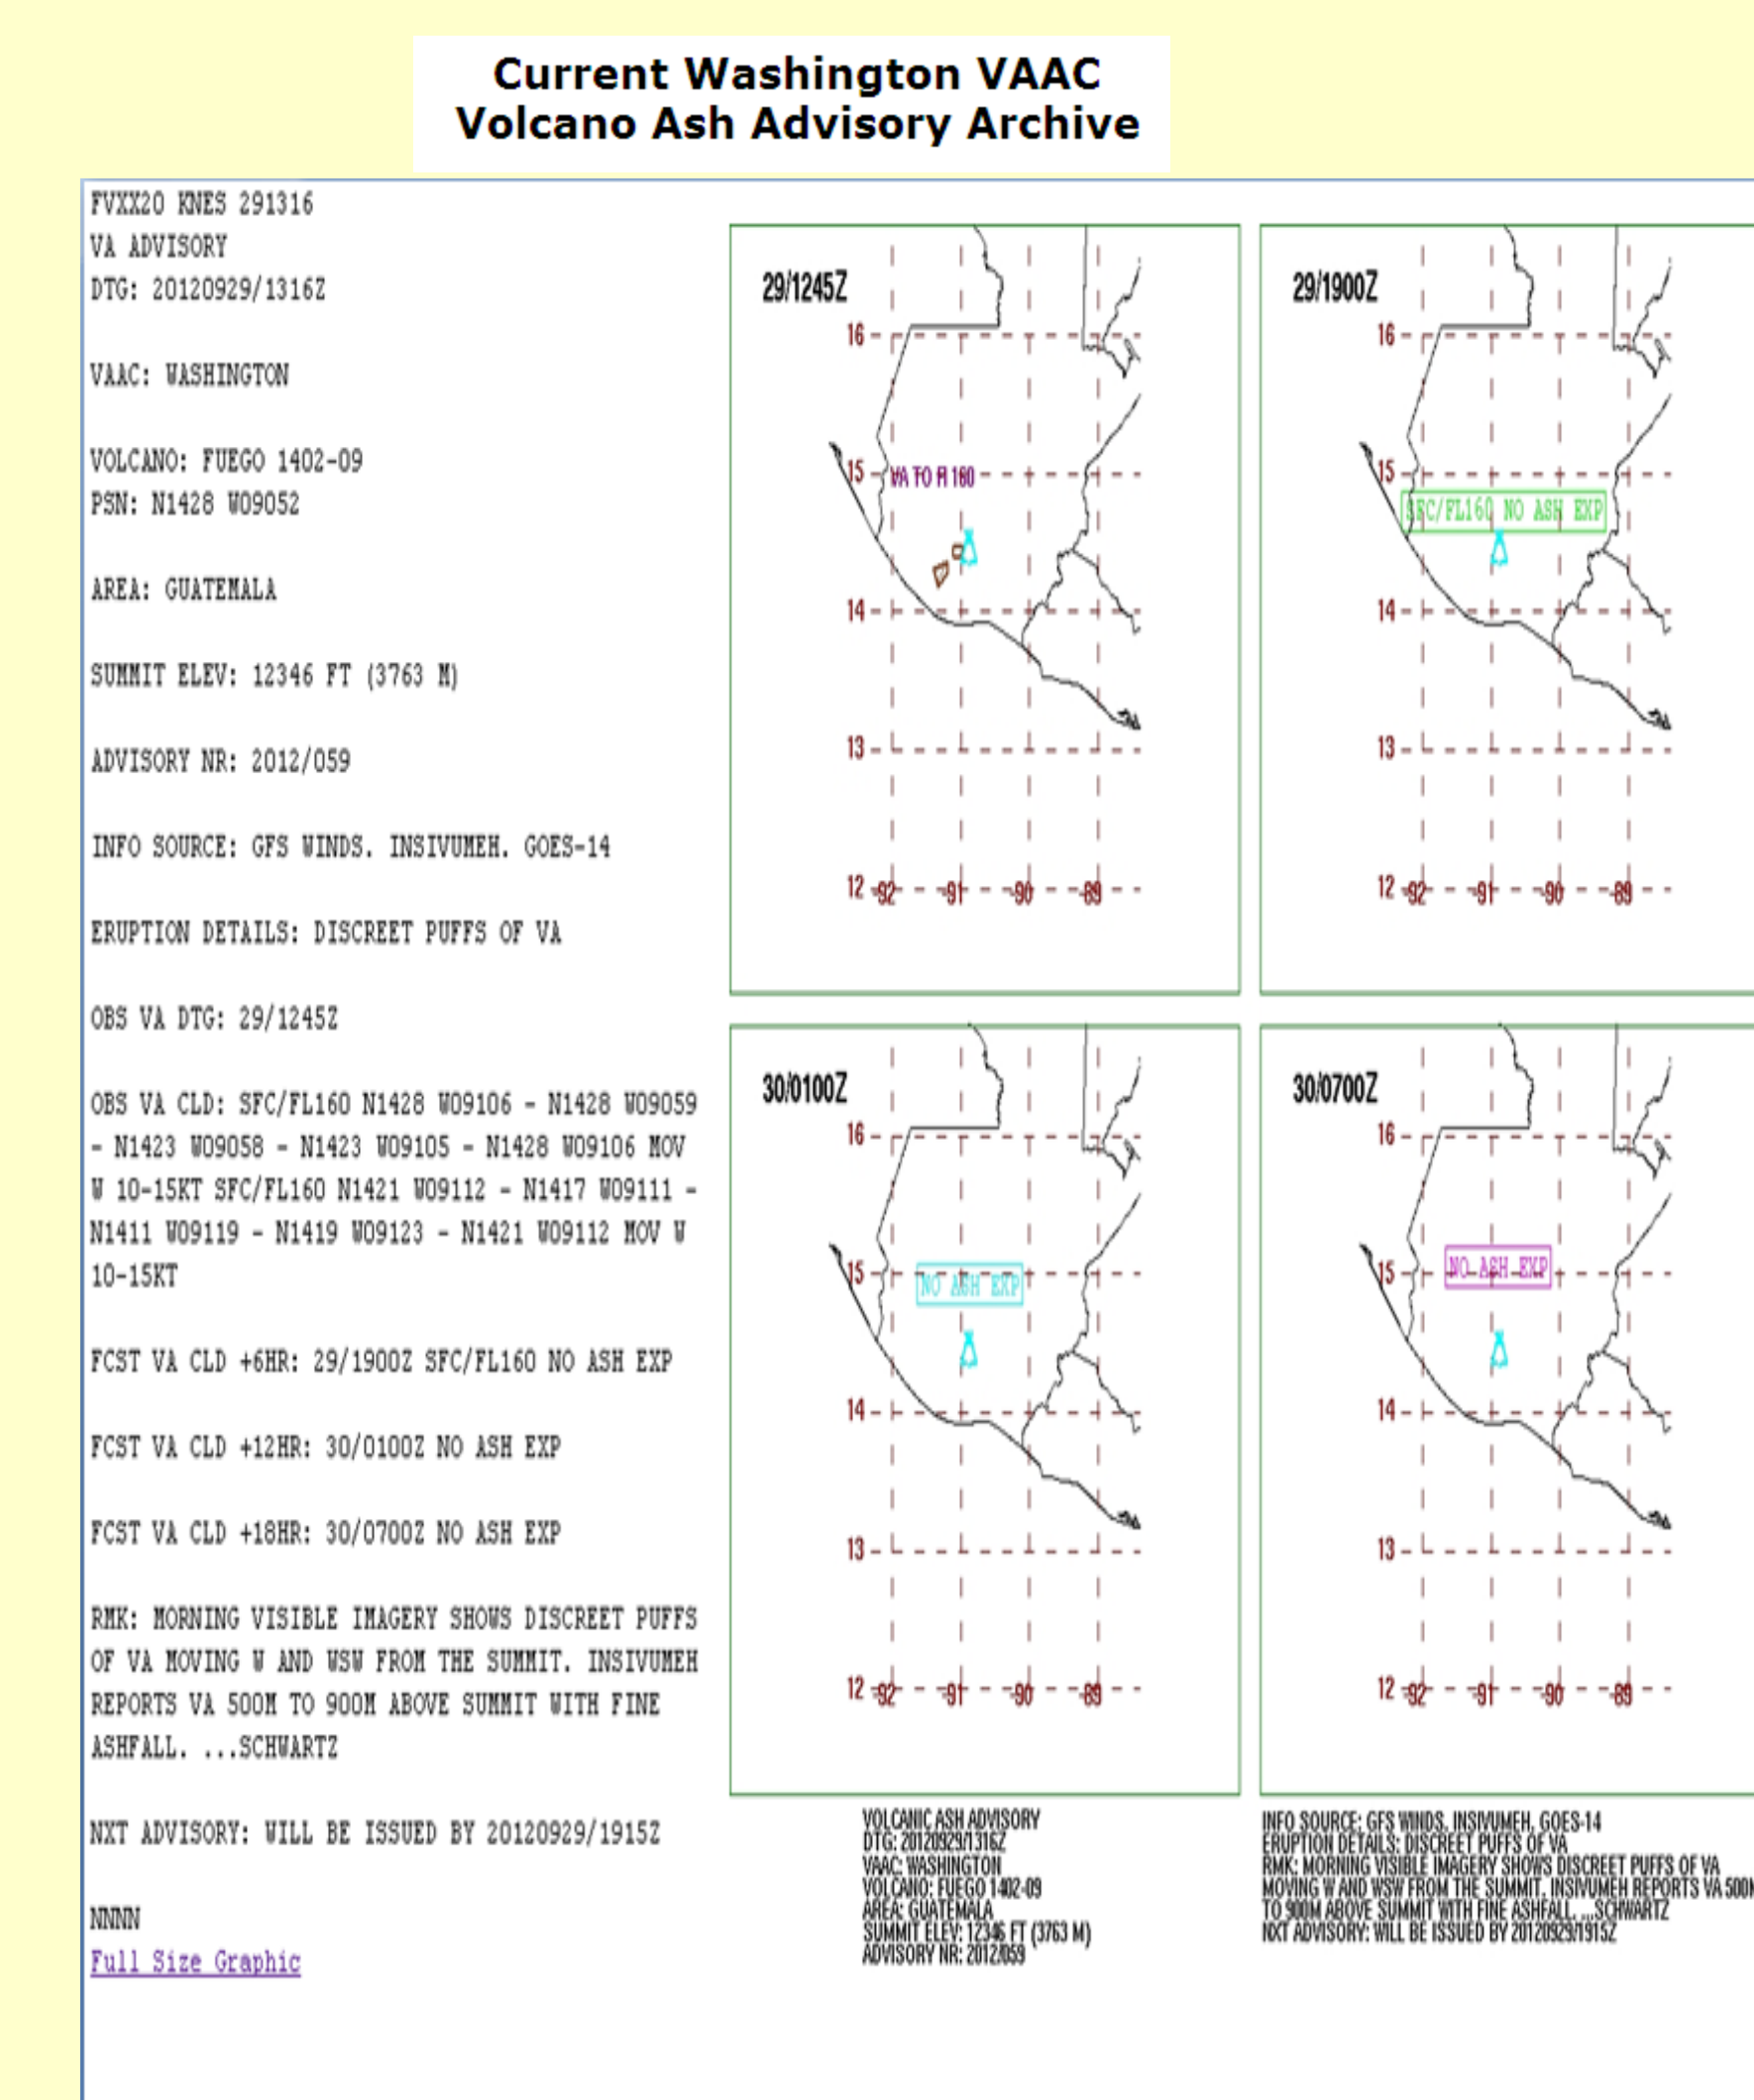 Current Washington VAAC
Volcano Ash Advisory Archive
FVXX20 KNES 291316
VA ADVISORY
DTG: 20120929/1316Z
VAAC: WASHINGTON
VOLCANO: FUEGO 1402-09
PSN: N1428 W09052
AREA: GUATEMALA
SUMMIT ELEV: 12346 FT (3763 M)
ADVISORY NR: 2012/059
INFO SOURCE: GFS WINDS. INSIVUMEH. GOES-14
ERUPTION DETAILS: DISCREET PUFFS OF VA
OBS VA DTG: 29/1245Z
OBS VA CLD: SFC/FL160 N1428 W09106 - N1428 W09059
- N1423 W09058 - N1423 W09105 - N1428 W09106 MOV
W 10-15KT SFC/FL160 N1421 W09112 - N1417 W09111 -
N1411 W09119 - N1419 W09123 - N1421 W09112 MOV W
10-15KT
FCST VA CLD +6HR: 29/1900Z SFC/FL160 NO ASH EXP
FCST VA CLD +12HR: 30/0100Z NO ASH EXP
FCST VA CLD +18HR: 30/0700Z NO ASH EXP
RMK: MORNING VISIBLE IMAGERY SHOWS DISCREET PUFFS
OF VA MOVING W AND WSW FROM THE SUMMIT. INSIVUMEH
REPORTS VA 500M TO 900M ABOVE SUMMIT WITH FINE
ASHFALL. ...SCHWARTZ
NXT ADVISORY: WILL BE ISSUED BY 20120929/1915Z
NNNN
Full Size Graphic
29/1245Z
16
15
VA TO FL160
14
13
12
-92 -91 -90 -89
29/1900Z
16
15
SFC/FL160 NO ASH EXP
14
13
12
-92 -91 -90 -89
30/0100Z
16
15
NO ASH EXP
14
13
12
-92 -91 -90 -89
30/0700Z
16
15
NO ASH EXP
14
13
12
-92 -91 -90 -89
VOLCANIC ASH ADVISORY
DTG: 20120929/1316Z
VAAC: WASHINGTON
VOLCANO: FUEGO 1402-09
AREA: GUATEMALA
SUMMIT ELEV: 12346 FT (3763 M)
ADVISORY NR: 2012/059
INFO SOURCE: GFS WINDS. INSIVUMEH. GOES-14
ERUPTION DETAILS: DISCREET PUFFS OF VA
RMK: MORNING VISIBLE IMAGERY SHOWS DISCREET PUFFS OF VA
MOVING W AND WSW FROM THE SUMMIT. INSIVUMEH REPORTS VA 500M
TO 900M ABOVE SUMMIT WITH FINE ASHFALL. ...SCHWARTZ
NXT ADVISORY: WILL BE ISSUED BY 20120929/1915Z